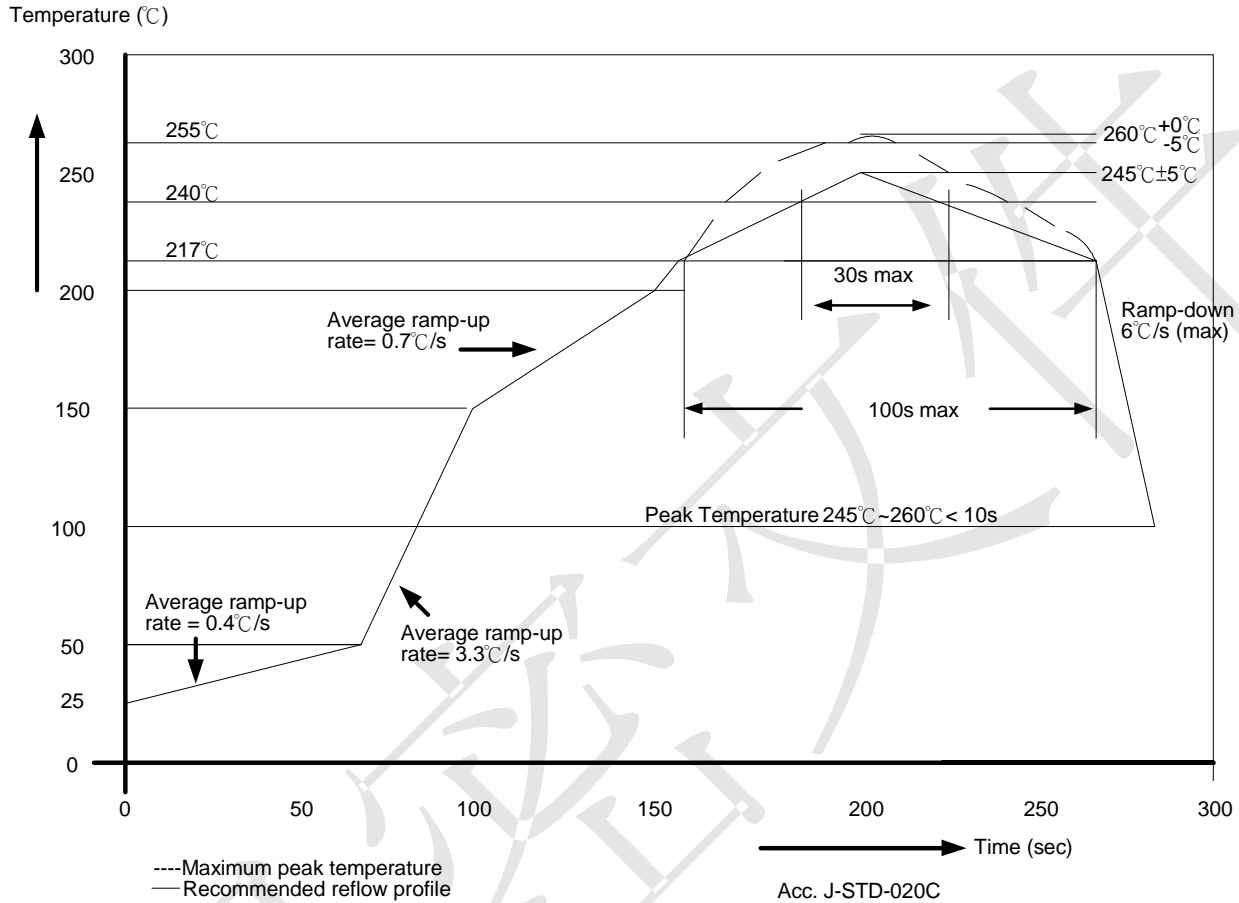 Temperature (℃)
300
255℃
260℃ +0℃
-5℃
250
245℃±5℃
240℃
217℃
200
30s max
Average ramp-up
rate= 0.7℃/s
Ramp-down
6℃/s (max)
150
100s max
100
Peak Temperature 245℃~260℃ < 10s
Average ramp-up
rate = 0.4℃/s
50
Average ramp-up
rate= 3.3℃/s
25
0
0 50 100 150 200 250 300
Time (sec)
----Maximum peak temperature
—Recommended reflow profile
Acc. J-STD-020C